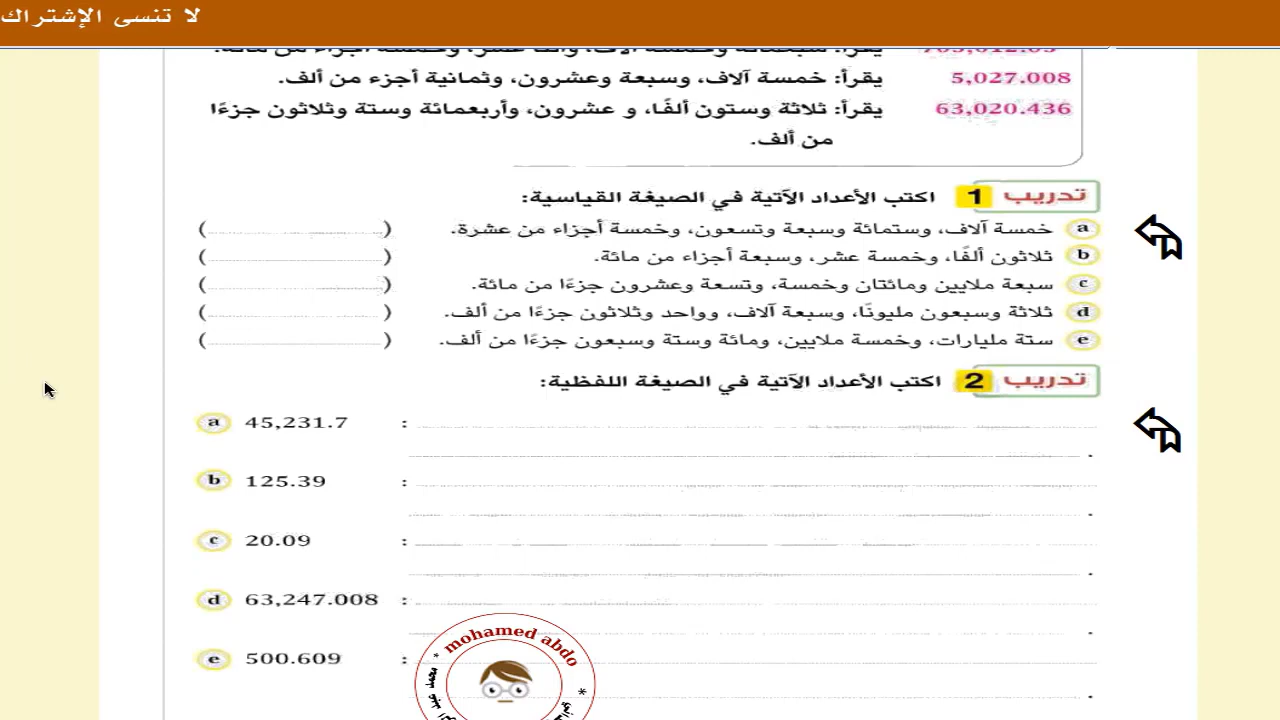 لا تنسى الإشتراك
5,027.008 يقرأ: خمسة آلاف، وسبعة وعشرون، وثمانية أجزء من ألف.
63,020.436 يقرأ: ثلاثة وستون ألفًا، و عشرون، وأربعمائة وستة وثلاثون جزءًا
من ألف.
تدريب 1 اكتب الأعداد الآتية في الصيغة القياسية:
a خمسة آلاف، وستمائة وسبعة وتسعون، وخمسة أجزاء من عشرة. ( )
b ثلاثون ألفًا، وخمسة عشر، وسبعة أجزاء من مائة. ( )
c سبعة ملايين ومائتان وخمسة، وتسعة وعشرون جزءًا من مائة. ( )
d ثلاثة وسبعون مليونًا، وسبعة آلاف، وواحد وثلاثون جزءًا من ألف. ( )
e ستة مليارات، وخمسة ملايين، ومائة وستة وسبعون جزءًا من ألف. ( )
تدريب 2 اكتب الأعداد الآتية في الصيغة اللفظية:
a 45,231.7 :
b 125.39 :
c 20.09 :
d 63,247.008 :
e 500.609 :
mohamed abdo